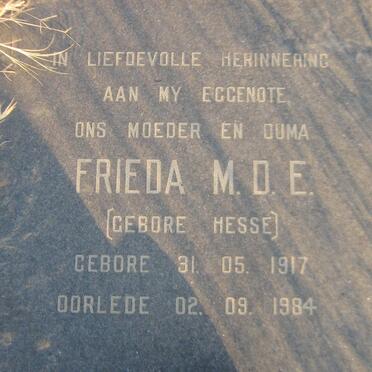 IN LIEFDEVOLLE HERINNERING
AAN MY EGGENOTE,
ONS MOEDER EN OUMA
FRIEDA M. D. E.
(GEBORE HESSE)
GEBORE 31. 05. 1917
OORLEDE 02. 09. 1984